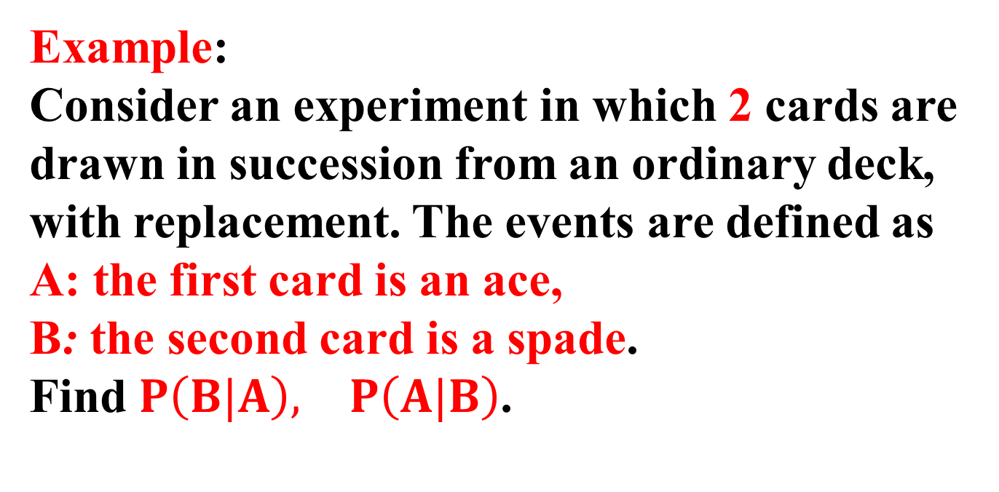 Example:
Consider an experiment in which 2 cards are
drawn in succession from an ordinary deck,
with replacement. The events are defined as
A: the first card is an ace,
B: the second card is a spade.
Find P(B|A), P(A|B).